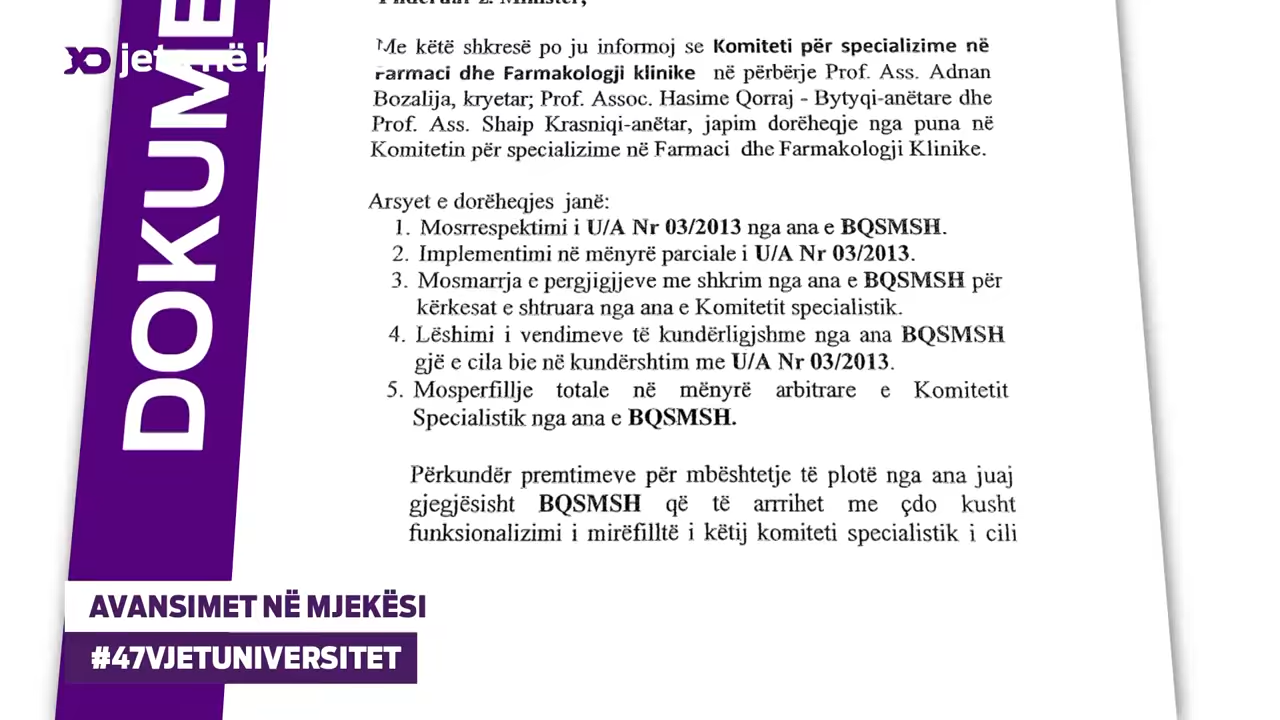 Me këtë shkresë po ju informoj se Komiteti për specializime në
Farmaci dhe Farmakologji klinike në përbërje Prof. Ass. Adnan
Bozalija, kryetar; Prof. Assoc. Hasime Qorraj - Bytyqi-anëtare dhe
Prof. Ass. Shaip Krasniqi-anëtar, japim dorëheqje nga puna në
Komitetin për specializime në Farmaci dhe Farmakologji Klinike.
Arsyet e dorëheqjes janë:
1. Mosrrespektimi i U/A Nr 03/2013 nga ana e BQSMSH.
2. Implementimi në mënyrë parciale i U/A Nr 03/2013.
3. Mosmarrja e pergjigjjeve me shkrim nga ana e BQSMSH për
kërkesat e shtruara nga ana e Komitetit specialistik.
4. Lëshimi i vendimeve të kundërligjshme nga ana BQSMSH
gjë e cila bie në kundërshtim me U/A Nr 03/2013.
5. Mosperfillje totale në mënyrë arbitrare e Komitetit
Specialistik nga ana e BQSMSH.
Përkundër premtimeve për mbështetje të plotë nga ana juaj
gjegjësisht BQSMSH që të arrrihet me çdo kusht
funksionalizimi i mirëfilltë i këtij komiteti specialistik i cili
DOKUME
jetë në k
AVANSIMET NË MJEKËSI
#47VJETUNIVERSITET